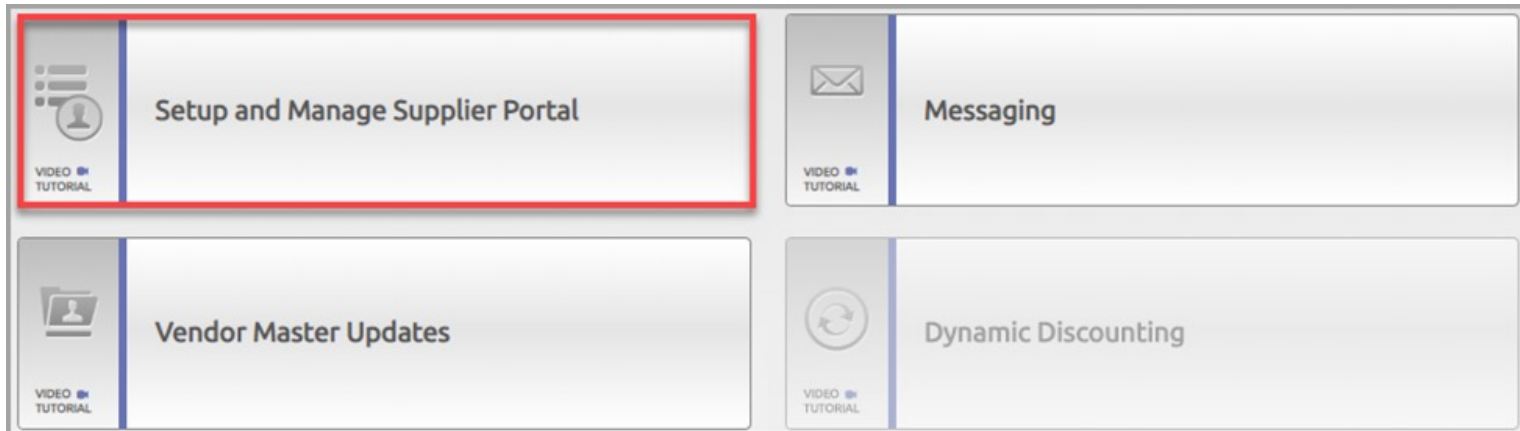 Setup and Manage Supplier Portal
VIDEO
TUTORIAL
Messaging
VIDEO
TUTORIAL
Vendor Master Updates
VIDEO
TUTORIAL
Dynamic Discounting
VIDEO
TUTORIAL